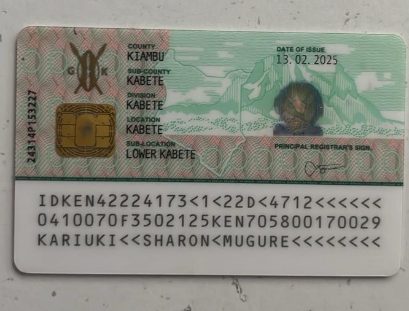 COUNTY
KIAMBU
SUB-COUNTY
KABETE
DIVISION
KABETE
LOCATION
KABETE
SUB-LOCATION
LOWER KABETE
G K
DATE OF ISSUE
13. 02. 2025
PRINCIPAL REGISTRAR'S SIGN.
24314P153227
IDKEN42224173<1<22D<4712<<<<<<
0410070F3502125KEN705800170029
KARIUKI<<SHARON<MUGURE<<<<<<<<